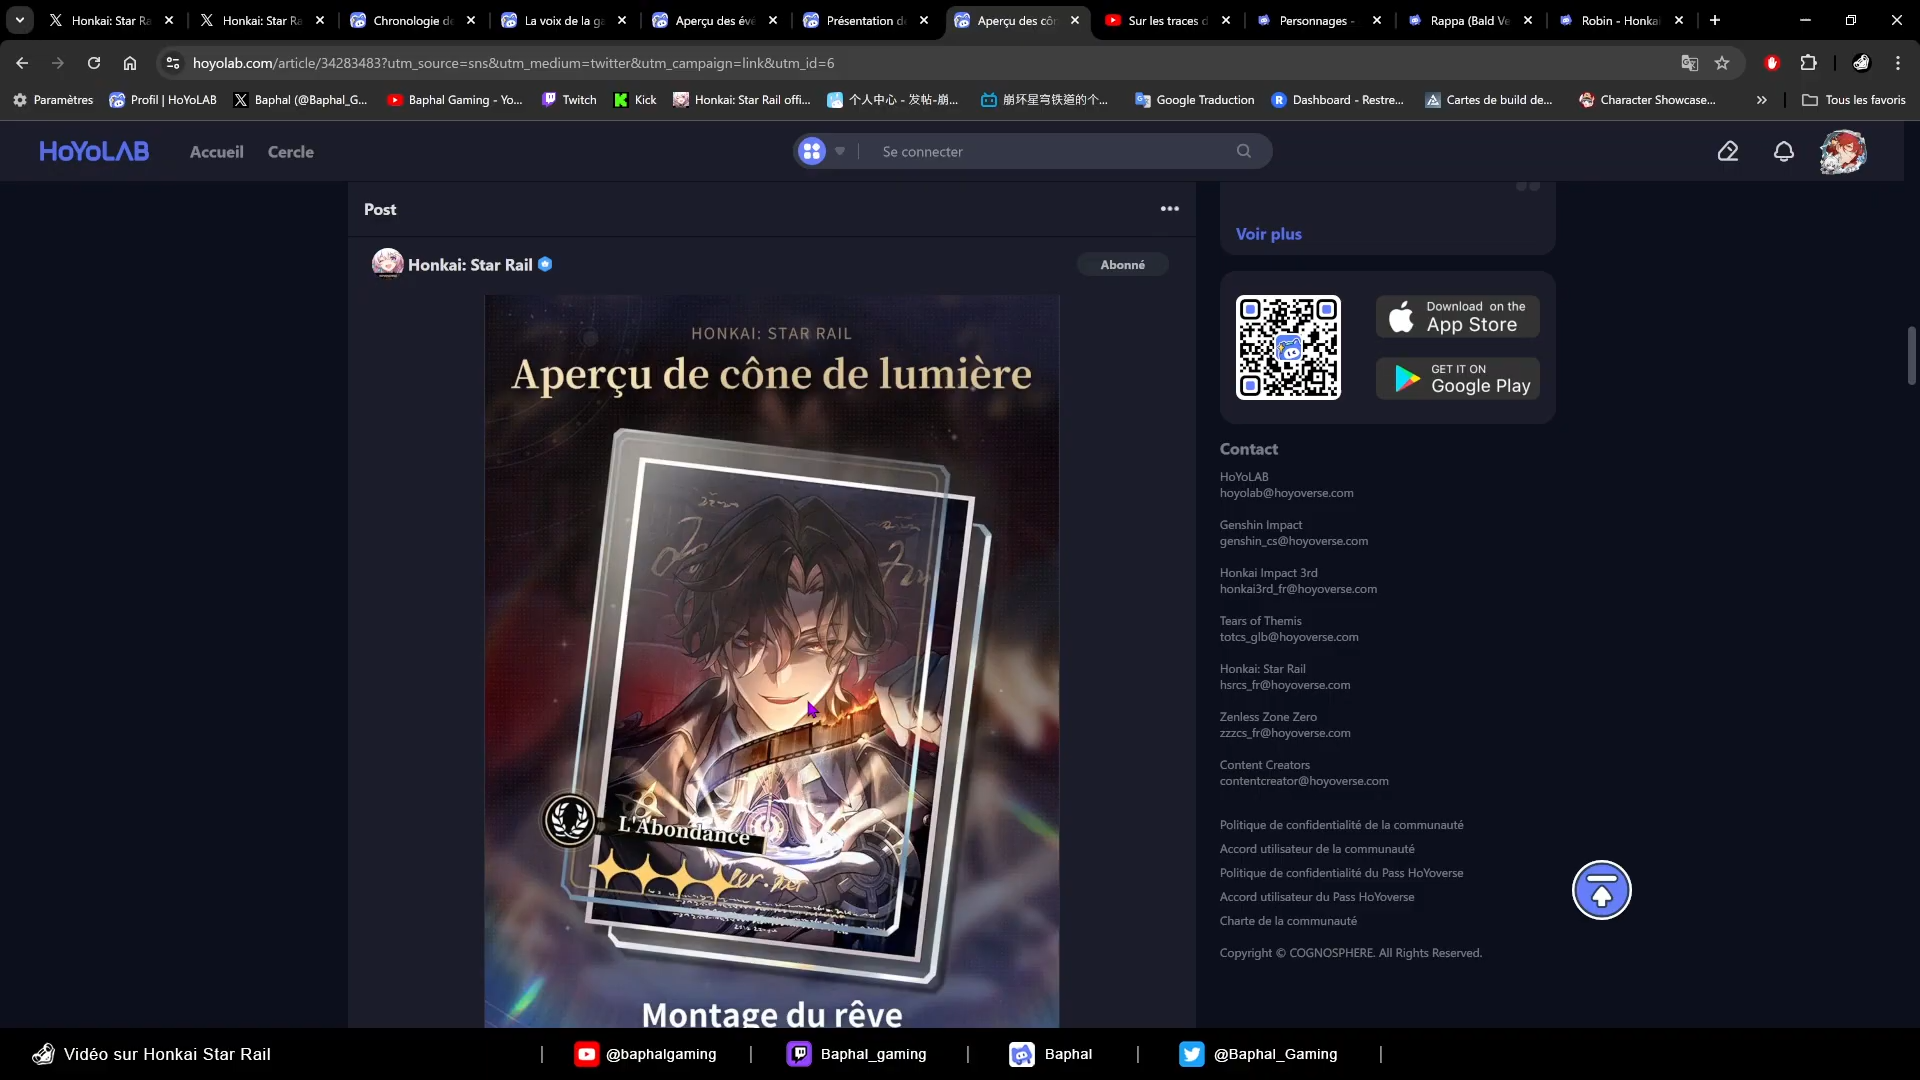 Honkai: Star Ra
Honkai: Star Ra
Chronologie de
La voix de la ga
Aperçu des évé
Présentation de
Aperçu des côn
Sur les traces d
Personnages -
Rappa (Bald Ve
Robin - Honkai
hoyolab.com/article/34283483?utm_source=sns&utm_medium=twitter&utm_campaign=link&utm_id=6
Paramètres
Profil | HoYoLAB
Baphal (@Baphal_G...
Baphal Gaming - Yo...
Twitch
Kick
Honkai: Star Rail offi...
个人中心 - 发帖-崩...
崩坏星穹铁道的个...
Google Traduction
Dashboard - Restre...
Cartes de build de...
Character Showcase...
Tous les favoris
HoYoLAB
Accueil
Cercle
Se connecter
Post
Honkai: Star Rail
Abonné
HONKAI: STAR RAIL
Aperçu de cône de lumière
L'Abondance
Montage du rêve
Voir plus
Download on the
App Store
GET IT ON
Google Play
Contact
HoYoLAB
hoyolab@hoyoverse.com
Genshin Impact
genshin_cs@hoyoverse.com
Honkai Impact 3rd
honkai3rd_fr@hoyoverse.com
Tears of Themis
totcs_glb@hoyoverse.com
Honkai: Star Rail
hsrcs_fr@hoyoverse.com
Zenless Zone Zero
zzzcs_fr@hoyoverse.com
Content Creators
contentcreator@hoyoverse.com
Politique de confidentialité de la communauté
Accord utilisateur de la communauté
Politique de confidentialité du Pass HoYoverse
Accord utilisateur du Pass HoYoverse
Charte de la communauté
Copyright © COGNOSPHERE. All Rights Reserved.
Vidéo sur Honkai Star Rail
@baphalgaming
Baphal_gaming
Baphal
@Baphal_Gaming